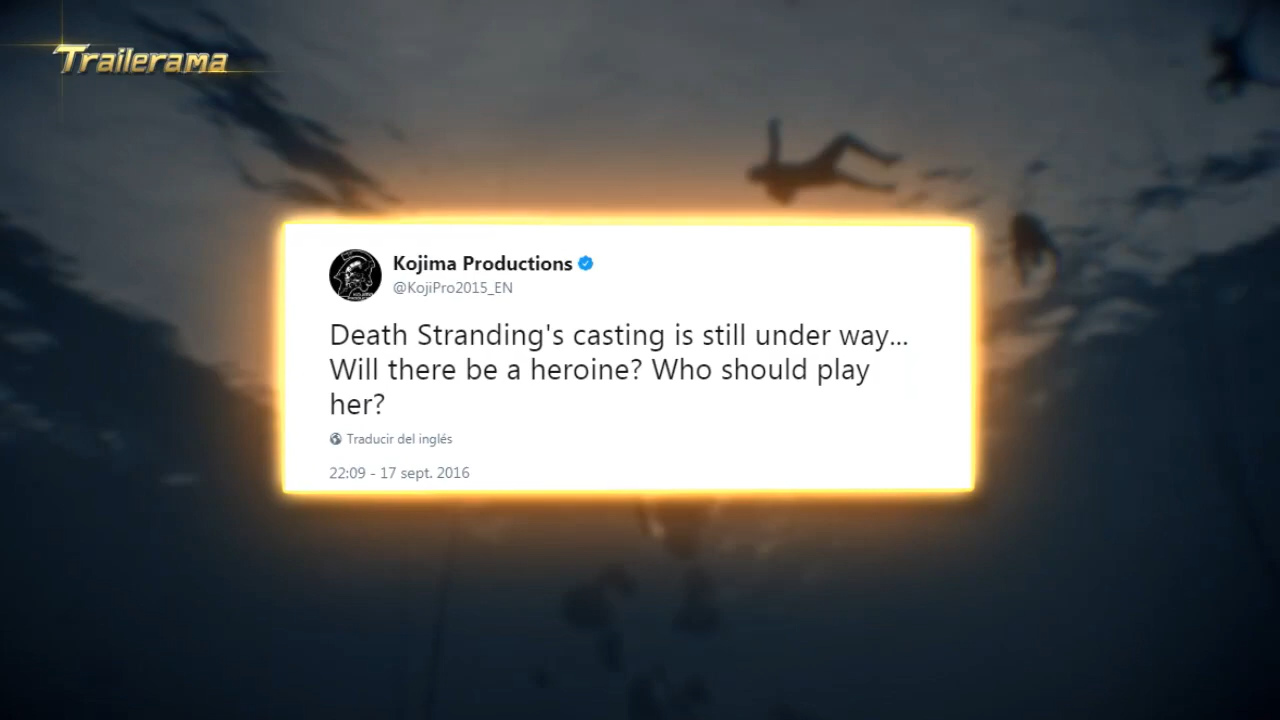 Trailerama
Kojima Productions
@KojiPro2015_EN
Death Stranding's casting is still under way...
Will there be a heroine? Who should play
her?
Traducir del inglés
22:09 - 17 sept. 2016